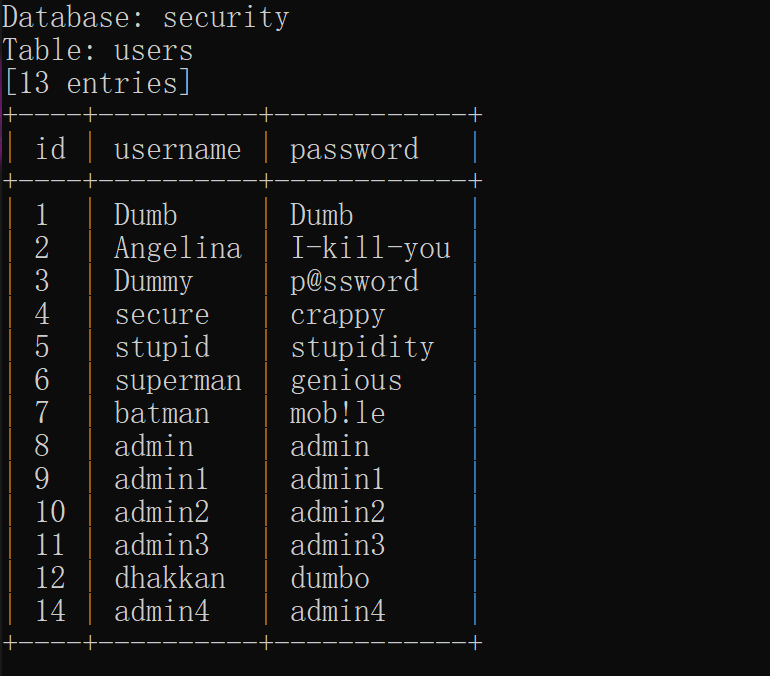 Database: security
Table: users
[13 entries]
+----+----------+------------+
| id | username | password   |
+----+----------+------------+
| 1  | Dumb     | Dumb       |
| 2  | Angelina | I-kill-you |
| 3  | Dummy    | p@ssword   |
| 4  | secure   | crappy     |
| 5  | stupid   | stupidity  |
| 6  | superman | genious    |
| 7  | batman   | mob!le     |
| 8  | admin    | admin      |
| 9  | admin1   | admin1     |
| 10 | admin2   | admin2     |
| 11 | admin3   | admin3     |
| 12 | dhakkan  | dumbo      |
| 14 | admin4   | admin4     |
+----+----------+------------+